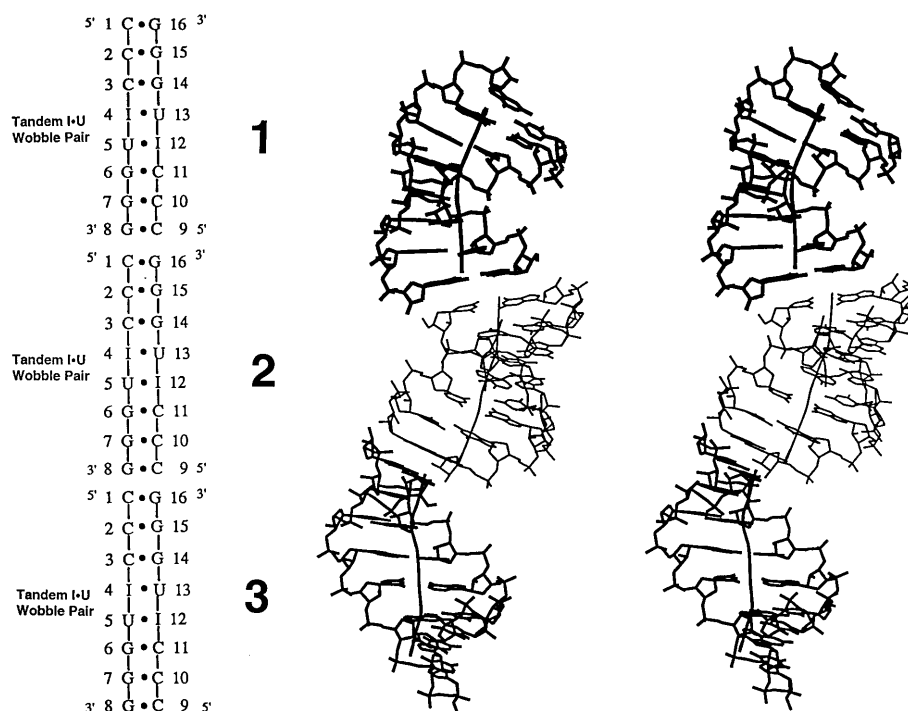 5' 1 C • G 16 3'
2 C • G 15
3 C • G 14
Tandem I•U
Wobble Pair
4 I • U 13
5 U • I 12
6 G • C 11
7 G • C 10
3' 8 G • C 9 5'
1
5' 1 C • G 16 3'
2 C • G 15
3 C • G 14
Tandem I•U
Wobble Pair
4 I • U 13
5 U • I 12
6 G • C 11
7 G • C 10
3' 8 G • C 9 5'
2
5' 1 C • G 16 3'
2 C • G 15
3 C • G 14
Tandem I•U
Wobble Pair
4 I • U 13
5 U • I 12
6 G • C 11
7 G • C 10
3' 8 G • C 9 5'
3